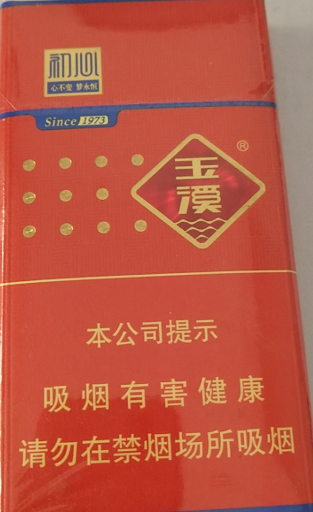 初心
心不变 梦永恒
Since 1973
玉溪
®
本公司提示
吸烟有害健康
请勿在禁烟场所吸烟